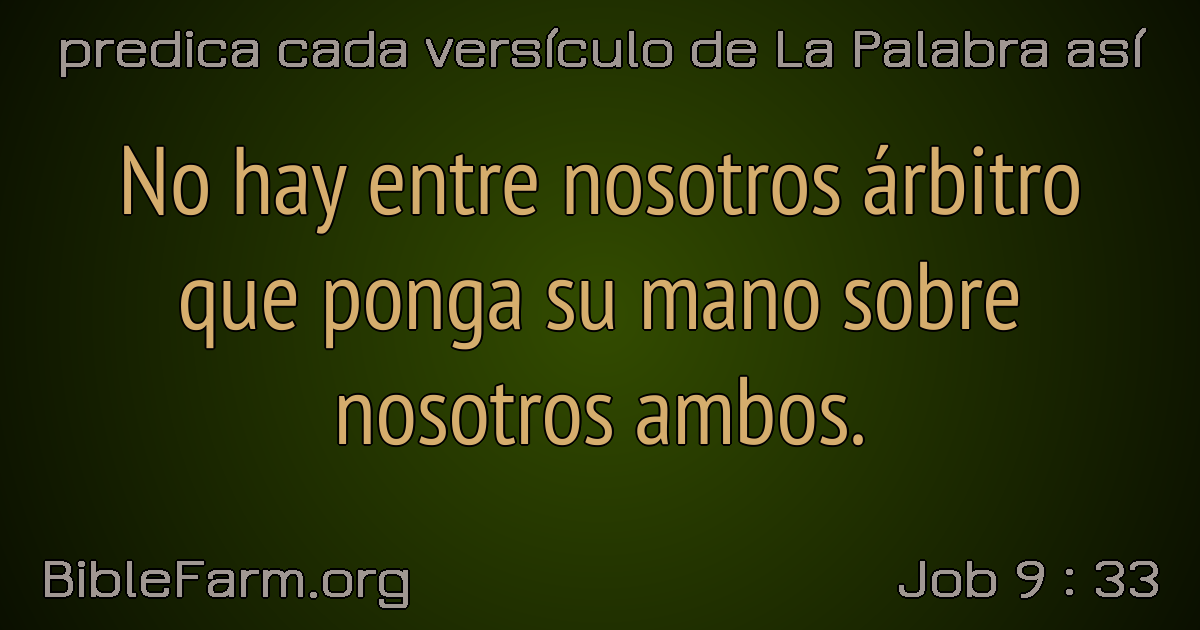 predica cada versículo de La Palabra así
No hay entre nosotros árbitro
que ponga su mano sobre
nosotros ambos.
BibleFarm.org
Job 9 : 33